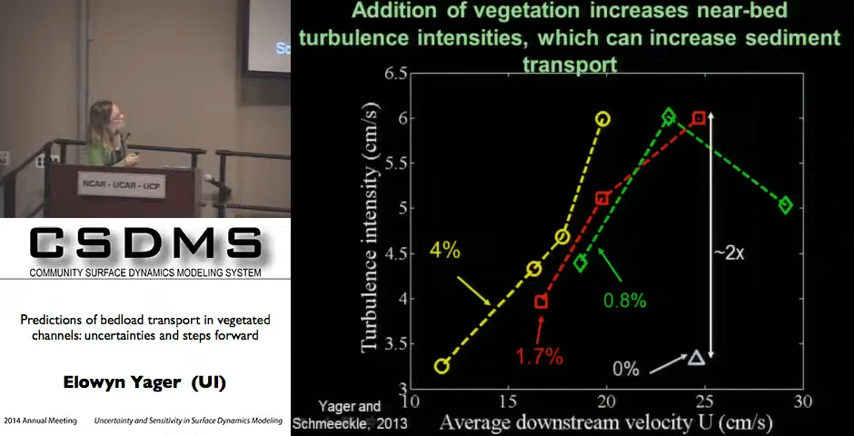 Sc
NCAR - UCAR - UCP
CSDMS
COMMUNITY SURFACE DYNAMICS MODELING SYSTEM
Predictions of bedload transport in vegetated
channels: uncertainties and steps forward
Elowyn Yager (UI)
2014 Annual Meeting
Uncertainty and Sensitivity in Surface Dynamics Modeling
Addition of vegetation increases near-bed
turbulence intensities, which can increase sediment
transport
Turbulence intensity (cm/s)
6.5
6
5.5
5
4.5
4
3.5
3
4%
1.7%
0.8%
0%
~2x
10
15
20
25
30
Average downstream velocity U (cm/s)
Yager and
Schmeeckle, 2013